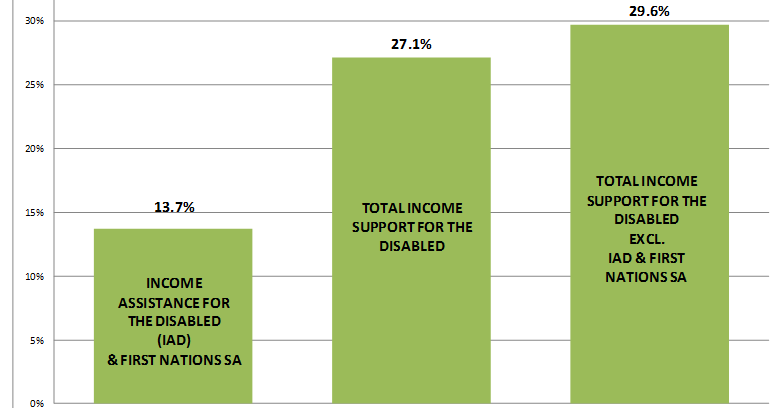 29.6%
30%
27.1%
25%
20%
TOTAL INCOME
SUPPORT FOR THE
DISABLED
EXCL.
IAD & FIRST
NATIONS SA
TOTAL INCOME
SUPPORT FOR THE
DISABLED
13.7%
15%
10%
INCOME
ASSISTANCE FOR
THE DISABLED
(IAD)
& FIRST NATIONS SA
5%
0%